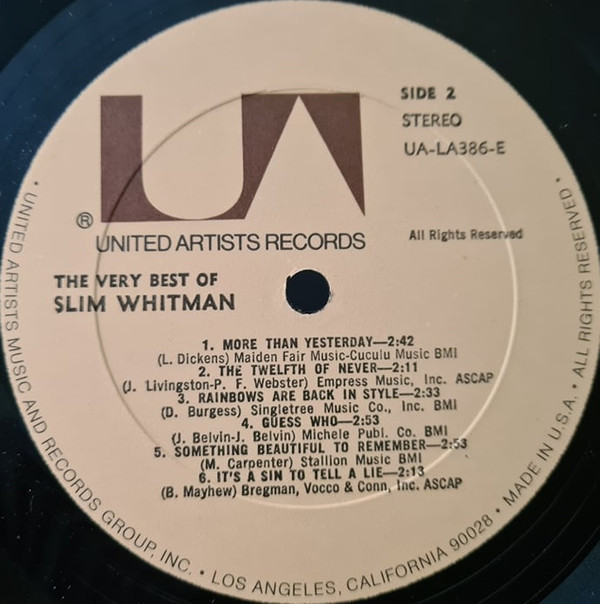 UA
SIDE 2
STEREO
UA-LA386-E
®
UNITED ARTISTS RECORDS
All Rights Reserved
THE VERY BEST OF
SLIM WHITMAN
1. MORE THAN YESTERDAY—2:42
(L. Dickens) Maiden Fair Music-Cuculu Music BMI
2. THE TWELFTH OF NEVER—2:11
(J. Livingston-P. F. Webster) Empress Music, Inc. ASCAP
3. RAINBOWS ARE BACK IN STYLE—2:33
(D. Burgess) Singletree Music Co., Inc. BMI
4. GUESS WHO—2:53
(J. Belvin-J. Belvin) Michele Publ. Co. BMI
5. SOMETHING BEAUTIFUL TO REMEMBER—2:53
(M. Carpenter) Stallion Music BMI
6. IT'S A SIN TO TELL A LIE—2:13
(B. Mayhew) Bregman, Vocco & Conn, Inc. ASCAP
• UNITED ARTISTS MUSIC AND RECORDS GROUP, INC. • LOS ANGELES, CALIFORNIA 90028 • MADE IN U.S.A. • ALL RIGHTS RESERVED •